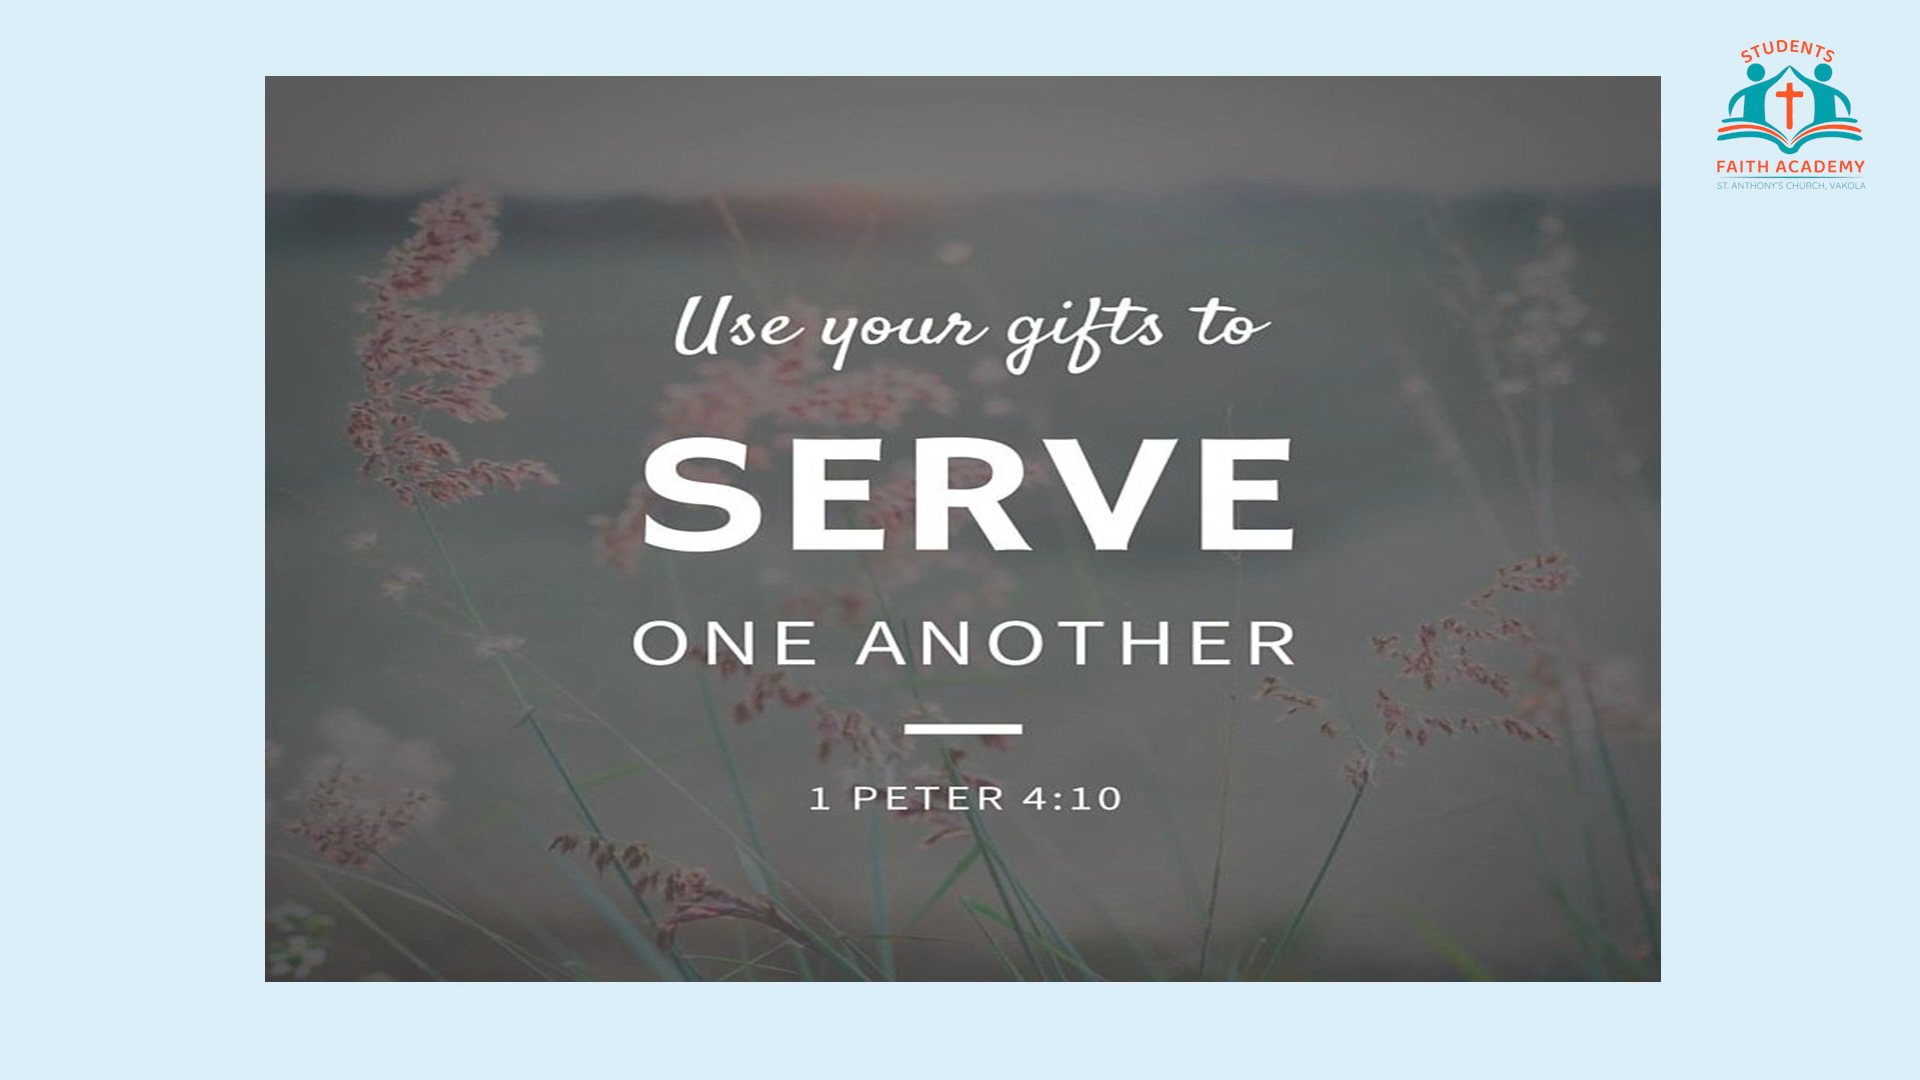 STUDENTS
FAITH ACADEMY
ST. ANTHONY'S CHURCH, VAKOLA
Use your gifts to
SERVE
ONE ANOTHER
1 PETER 4:10